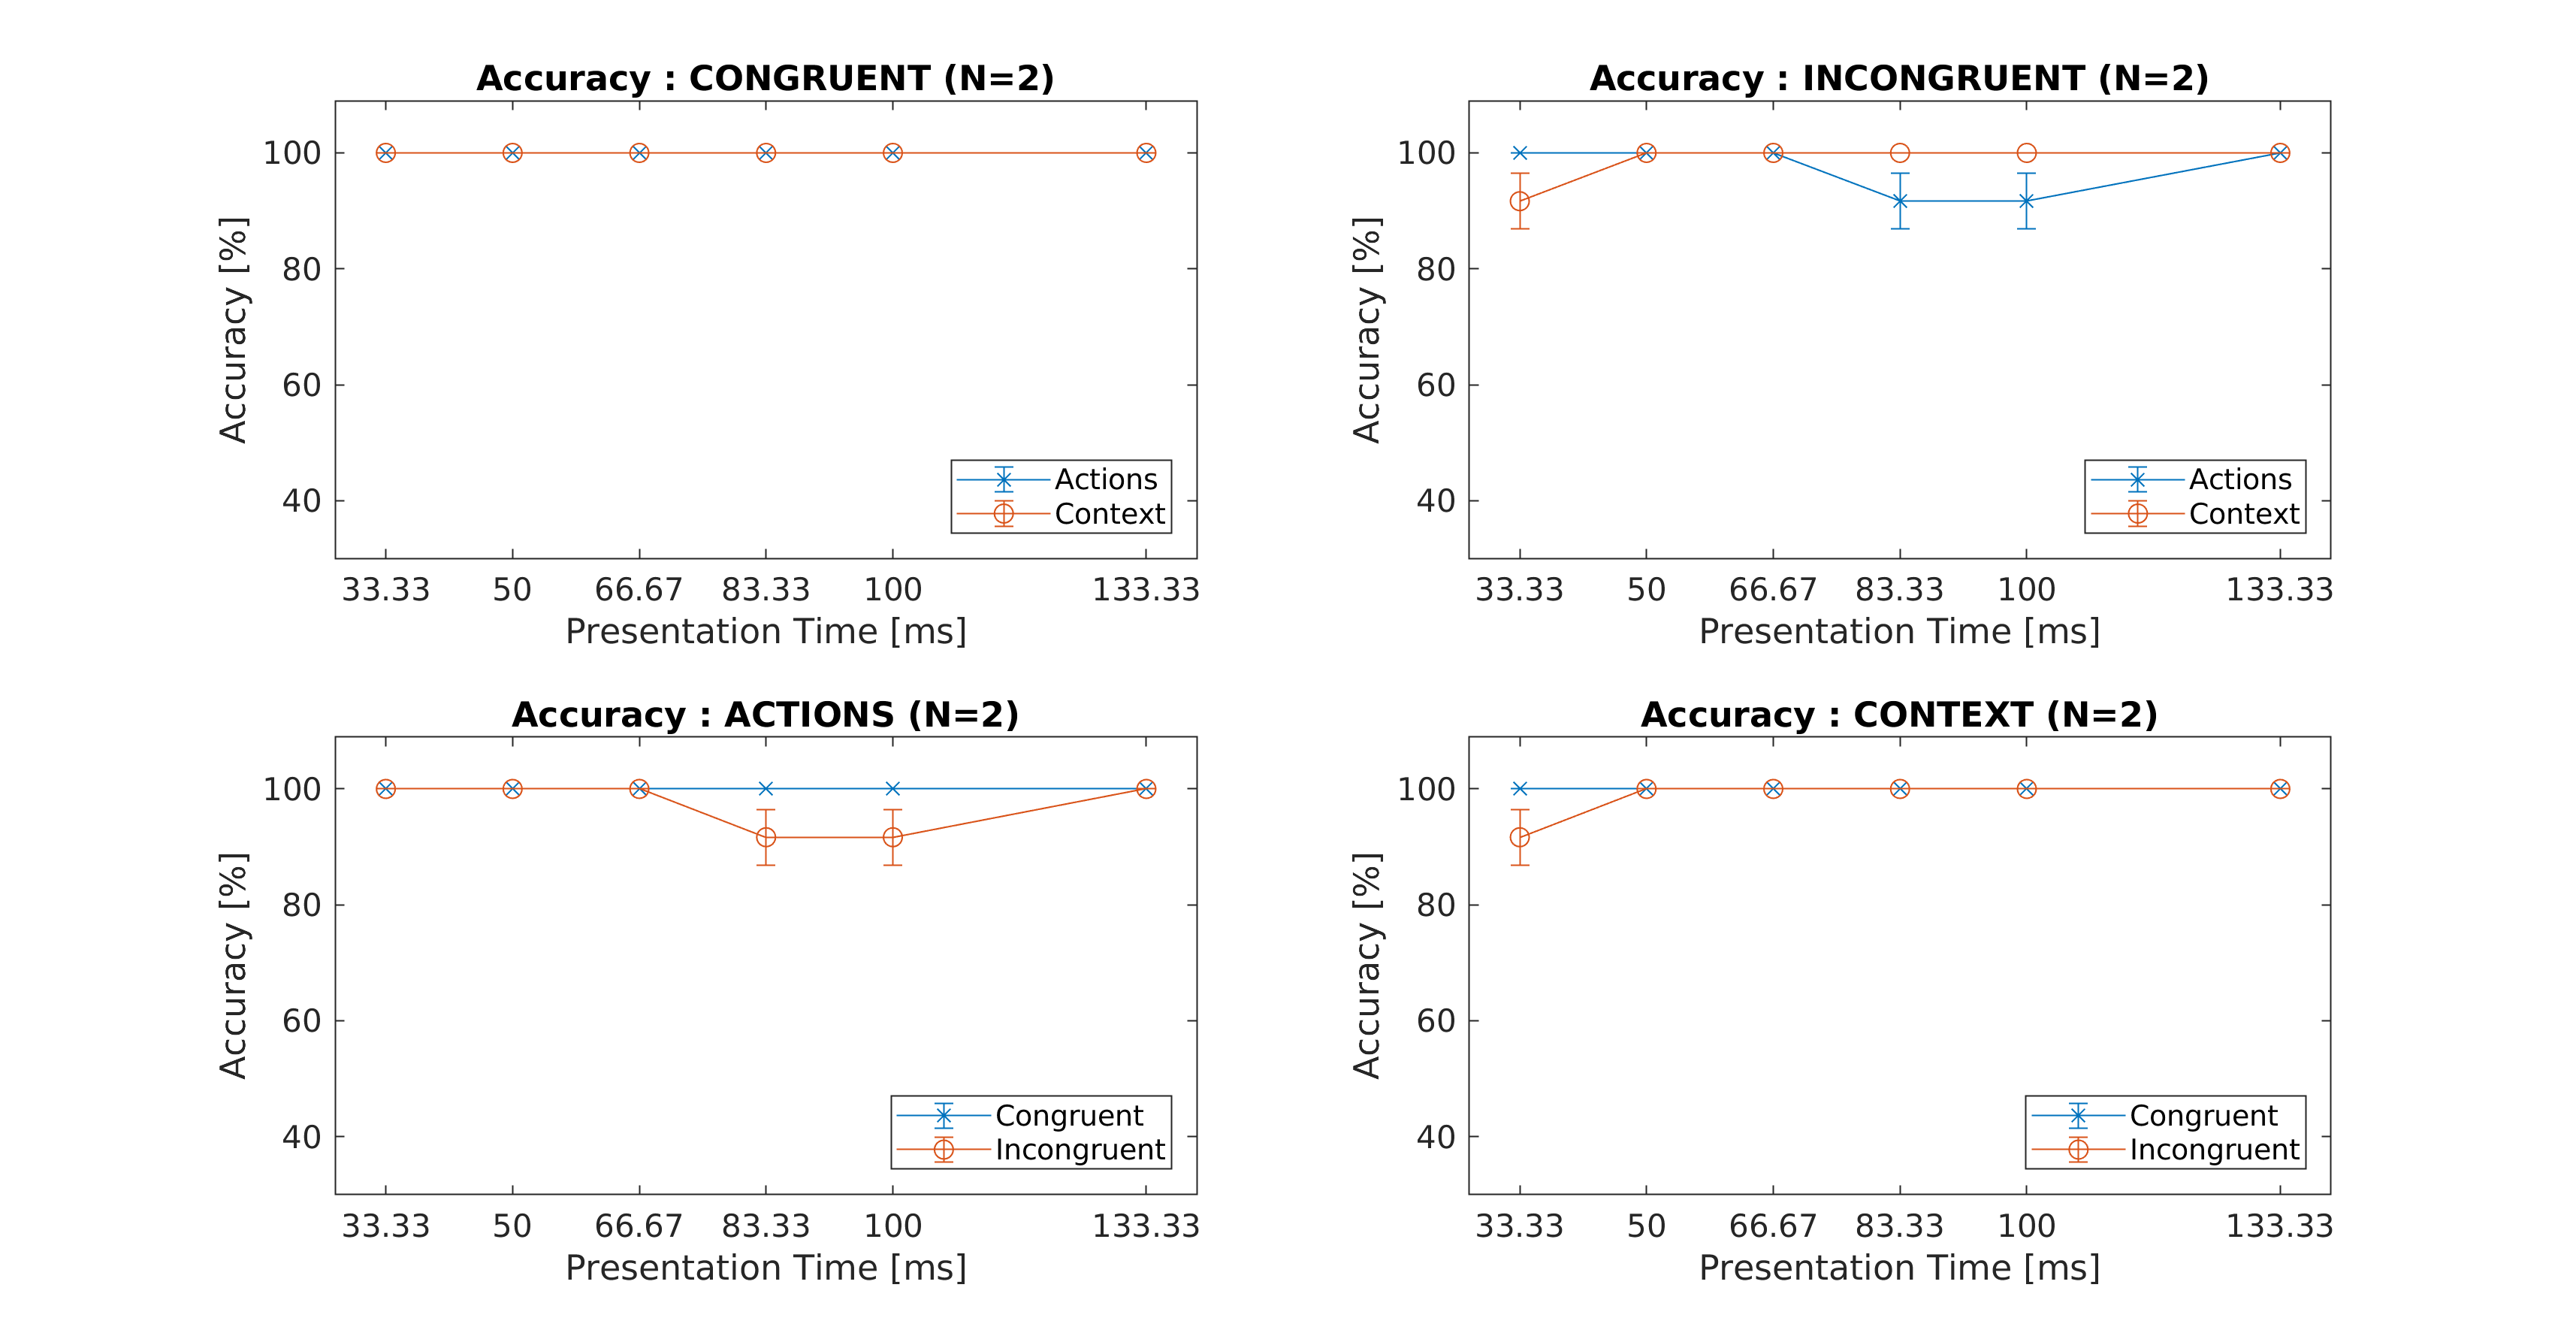 Accuracy : CONGRUENT (N=2)
Accuracy [%]
100
80
60
40
Actions
Context
33.33 50 66.67 83.33 100 133.33
Presentation Time [ms]
Accuracy : INCONGRUENT (N=2)
Accuracy [%]
100
80
60
40
Actions
Context
33.33 50 66.67 83.33 100 133.33
Presentation Time [ms]
Accuracy : ACTIONS (N=2)
Accuracy [%]
100
80
60
40
Congruent
Incongruent
33.33 50 66.67 83.33 100 133.33
Presentation Time [ms]
Accuracy : CONTEXT (N=2)
Accuracy [%]
100
80
60
40
Congruent
Incongruent
33.33 50 66.67 83.33 100 133.33
Presentation Time [ms]